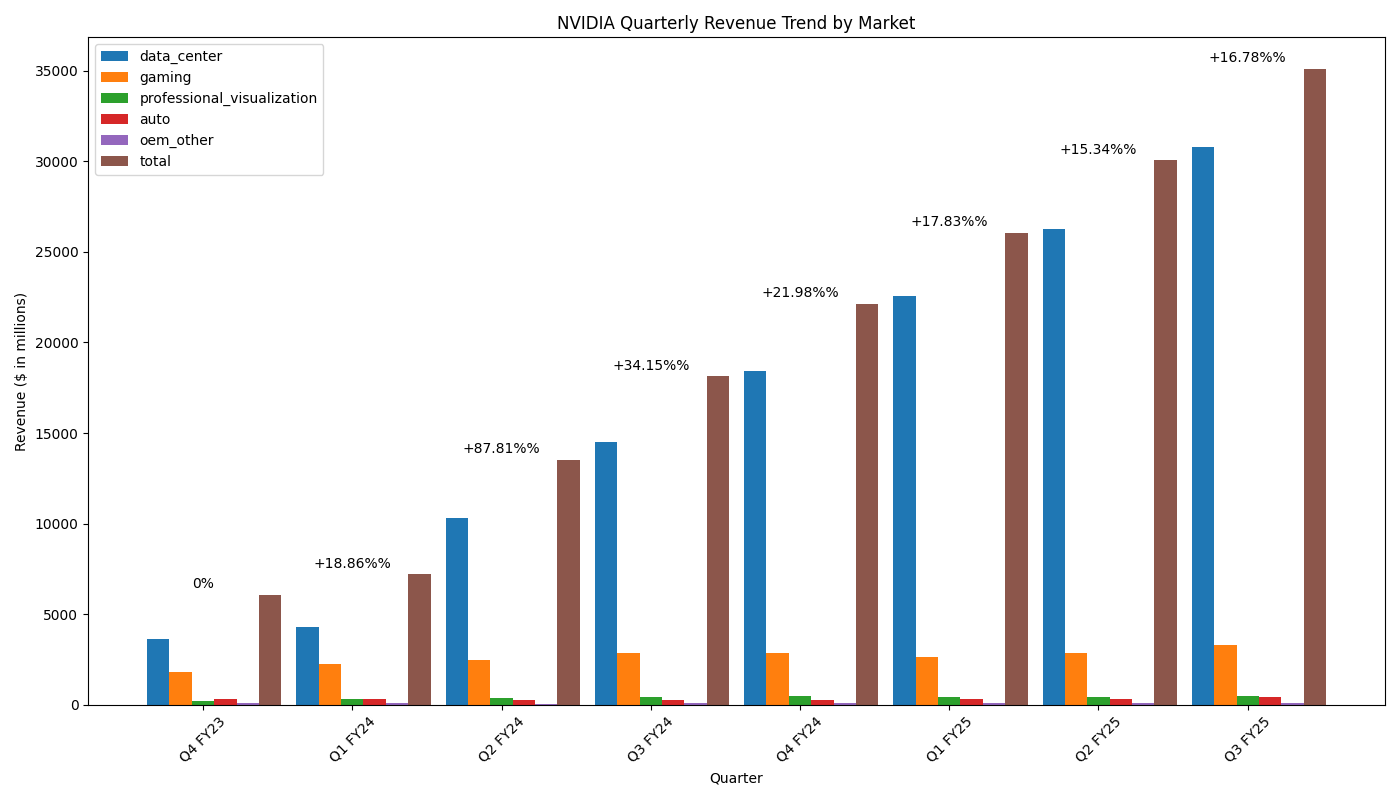 NVIDIA Quarterly Revenue Trend by Market
data_center
gaming
professional_visualization
auto
oem_other
total
Revenue ($ in millions)
35000
30000
25000
20000
15000
10000
5000
0
0%
+18.86%%
+87.81%%
+34.15%%
+21.98%%
+17.83%%
+15.34%%
+16.78%%
Q4 FY23
Q1 FY24
Q2 FY24
Q3 FY24
Q4 FY24
Q1 FY25
Q2 FY25
Q3 FY25
Quarter